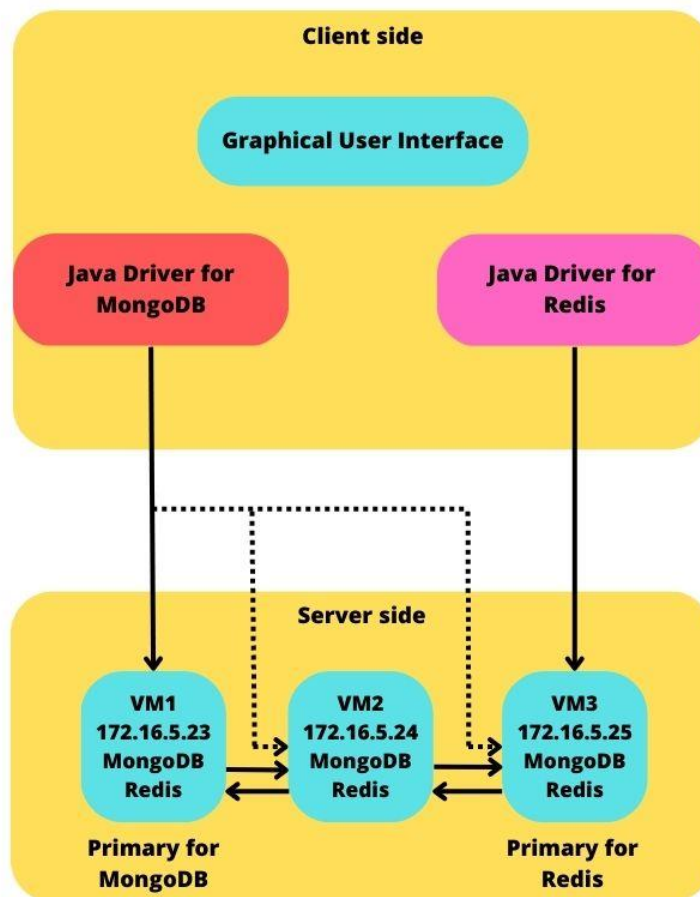 Client side
Graphical User Interface
Java Driver for
MongoDB
Java Driver for
Redis
Server side
VM1
172.16.5.23
MongoDB
Redis
VM2
172.16.5.24
MongoDB
Redis
VM3
172.16.5.25
MongoDB
Redis
Primary for
MongoDB
Primary for
Redis